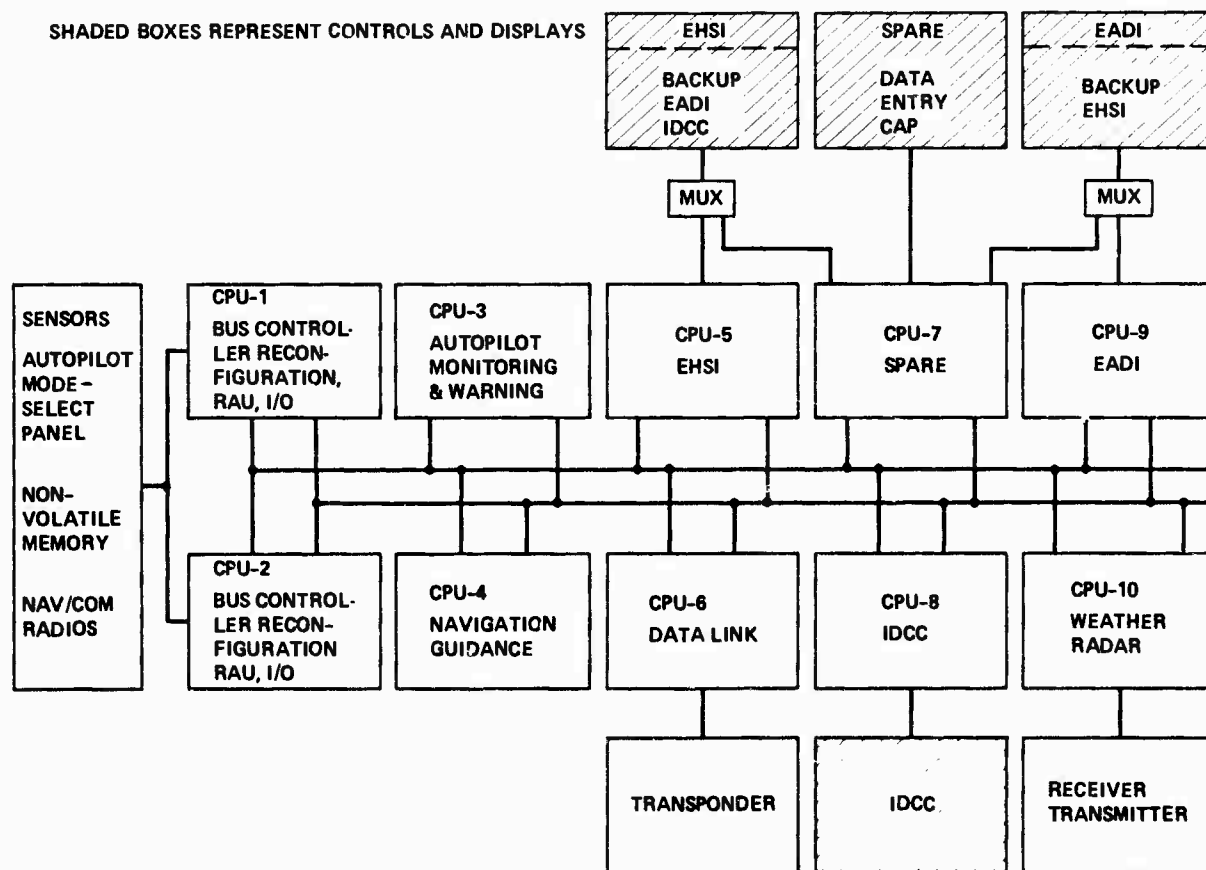 SHADED BOXES REPRESENT CONTROLS AND DISPLAYS
EHSI
BACKUP
EADI
IDCC
SPARE
DATA
ENTRY
CAP
EADI
BACKUP
EHSI
MUX
MUX
SENSORS
AUTOPILOT
MODE-
SELECT
PANEL
NON-
VOLATILE
MEMORY
NAV/COM
RADIOS
CPU-1
BUS CONTROL-
LER RECON-
FIGURATION,
RAU, I/O
CPU-3
AUTOPILOT
MONITORING
& WARNING
CPU-5
EHSI
CPU-7
SPARE
CPU-9
EADI
CPU-2
BUS CONTROL-
LER RECON-
FIGURATION
RAU, I/O
CPU-4
NAVIGATION
GUIDANCE
CPU-6
DATA LINK
CPU-8
IDCC
CPU-10
WEATHER
RADAR
TRANSPONDER
IDCC
RECEIVER
TRANSMITTER